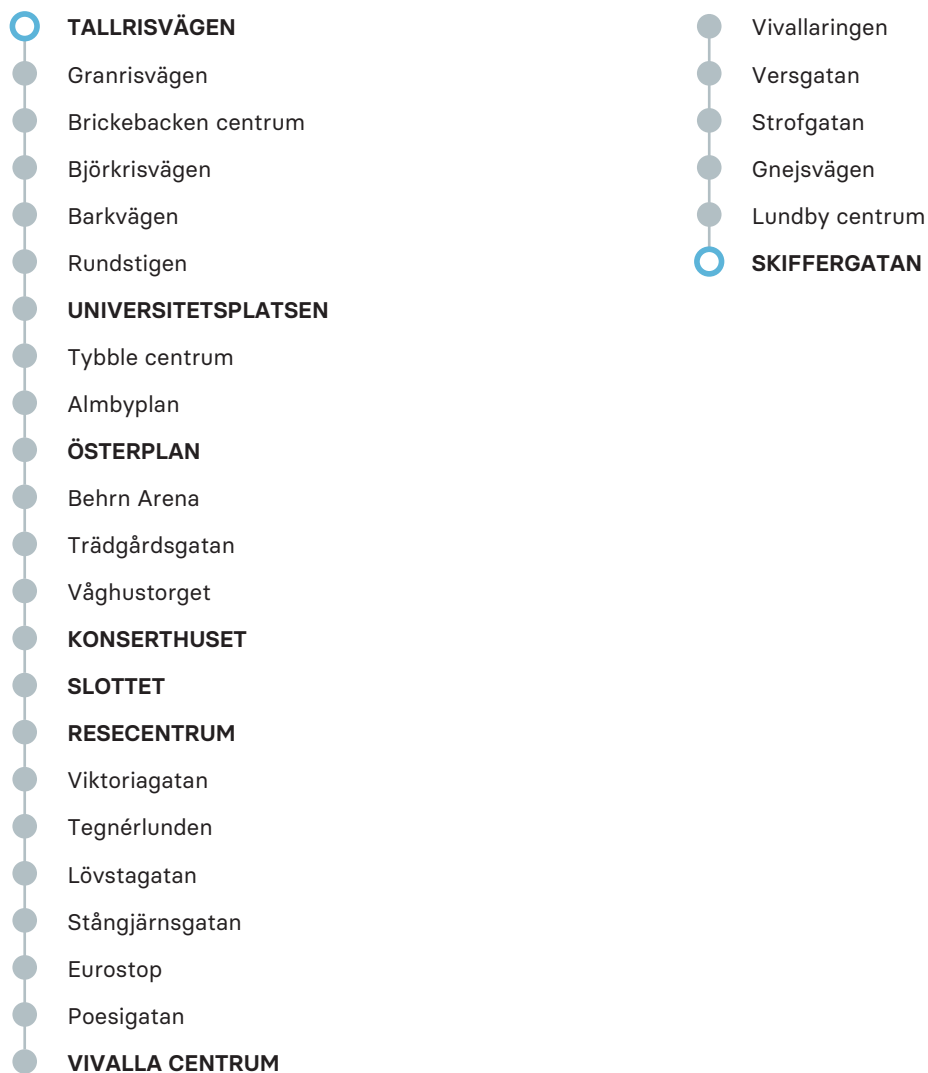 TALLRISVÄGEN
Granrisvägen
Brickebacken centrum
Björkrisvägen
Barkvägen
Rundstigen
UNIVERSITETSPLATSEN
Tybble centrum
Almbyplan
ÖSTERPLAN
Behrn Arena
Trädgårdsgatan
Våghustorget
KONSERTHUSET
SLOTTET
RESECENTRUM
Viktoriagatan
Tegnérlunden
Lövstagatan
Stångjärnsgatan
Eurostop
Poesigatan
VIVALLA CENTRUM
Vivallaringen
Versgatan
Strofgatan
Gnejsvägen
Lundby centrum
SKIFFERGATAN